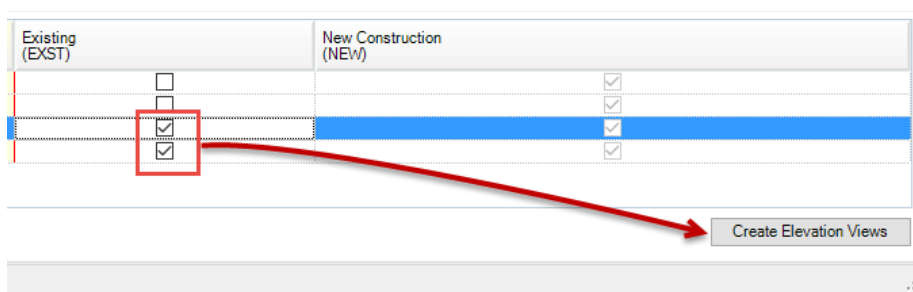 Existing
(EXST)
New Construction
(NEW)
Create Elevation Views